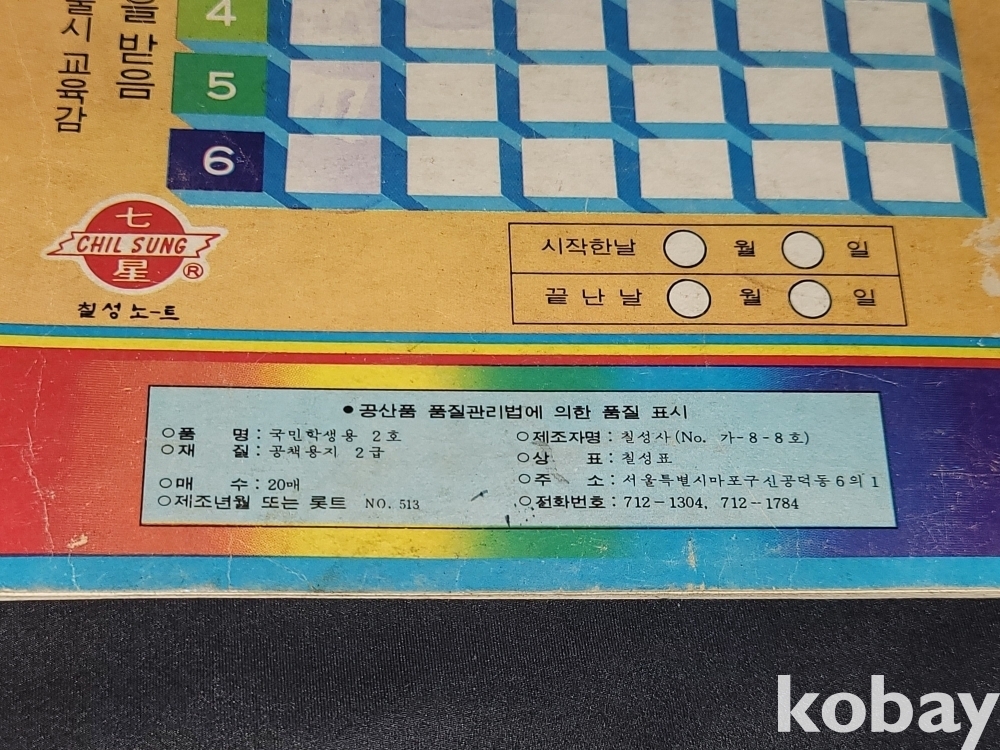 4
을 받음
울시 교육감
5
6
七
CHIL SUNG
星 ®
칠성노-트
시작한날 월 일
끝 난 날 월 일
● 공산품 품질관리법에 의한 품질 표시
○품 명 : 국민학생용 2호
○재 질 : 공책용지 2급
○매 수 : 20매
○제조년월 또는 롯트 NO. 513
○제조자명 : 칠성사 (No. 가-8-8호)
○상 표 : 칠성표
○주 소 : 서울특별시마포구신공덕동6의1
○전화번호 : 712-1304, 712-1784
kobay